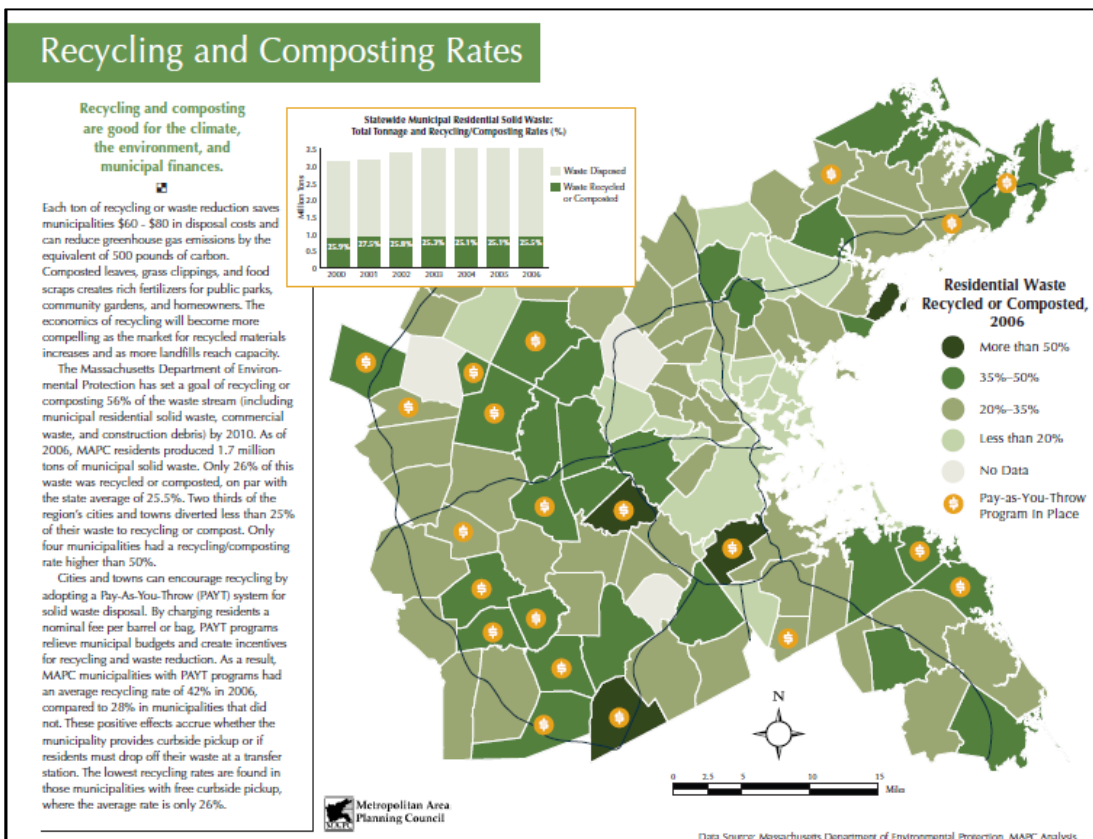 Recycling and Composting Rates
Recycling and composting
are good for the climate,
the environment, and
municipal finances.
Each ton of recycling or waste reduction saves
municipalities $60 - $80 in disposal costs and
can reduce greenhouse gas emissions by the
equivalent of 500 pounds of carbon.
Composted leaves, grass clippings, and food
scraps creates rich fertilizers for public parks,
community gardens, and homeowners. The
economics of recycling will become more
compelling as the market for recycled materials
increases and as more landfills reach capacity.
The Massachusetts Department of Environ-
mental Protection has set a goal of recycling or
composting 56% of the waste stream (including
municipal residential solid waste, commercial
waste, and construction debris) by 2010. As of
2006, MAPC residents produced 1.7 million
tons of municipal solid waste. Only 26% of this
waste was recycled or composted, on par with
the state average of 25.5%. Two thirds of the
region's cities and towns diverted less than 25%
of their waste to recycling or compost. Only
four municipalities had a recycling/composting
rate higher than 50%.
Cities and towns can encourage recycling by
adopting a Pay-As-You-Throw (PAYT) system for
solid waste disposal. By charging residents a
nominal fee per barrel or bag, PAYT programs
relieve municipal budgets and create incentives
for recycling and waste reduction. As a result,
MAPC municipalities with PAYT programs had
an average recycling rate of 42% in 2006,
compared to 28% in municipalities that did
not. These positive effects accrue whether the
municipality provides curbside pickup or if
residents must drop off their waste at a transfer
station. The lowest recycling rates are found in
those municipalities with free curbside pickup,
where the average rate is only 26%.
Statewide Municipal Residential Solid Waste:
Total Tonnage and Recycling/Composting Rates (%)
Million Tons
3.5
3.0
2.5
2.0
1.5
1.0
0.5
0
25.9% 27.5% 25.8% 25.3% 25.1% 25.1% 25.5%
2000 2001 2002 2003 2004 2005 2006
Waste Disposed
Waste Recycled
or Composted
Residential Waste
Recycled or Composted,
2006
More than 50%
35%–50%
20%–35%
Less than 20%
No Data
$ Pay-as-You-Throw
Program In Place
N
0 2.5 5 10 15
Miles
MAPC
Metropolitan Area
Planning Council
Data Source: Massachusetts Department of Environmental Protection, MAPC Analysis